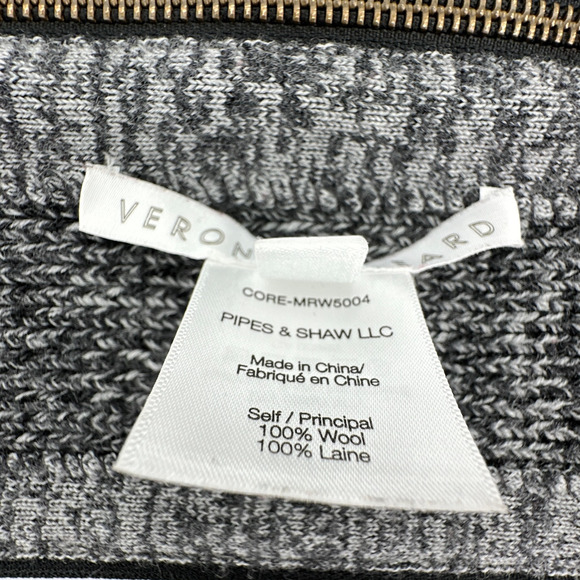 VERON ARD
CORE-MRW5004
PIPES & SHAW LLC
Made in China/
Fabriqué en Chine
Self / Principal
100% Wool
100% Laine